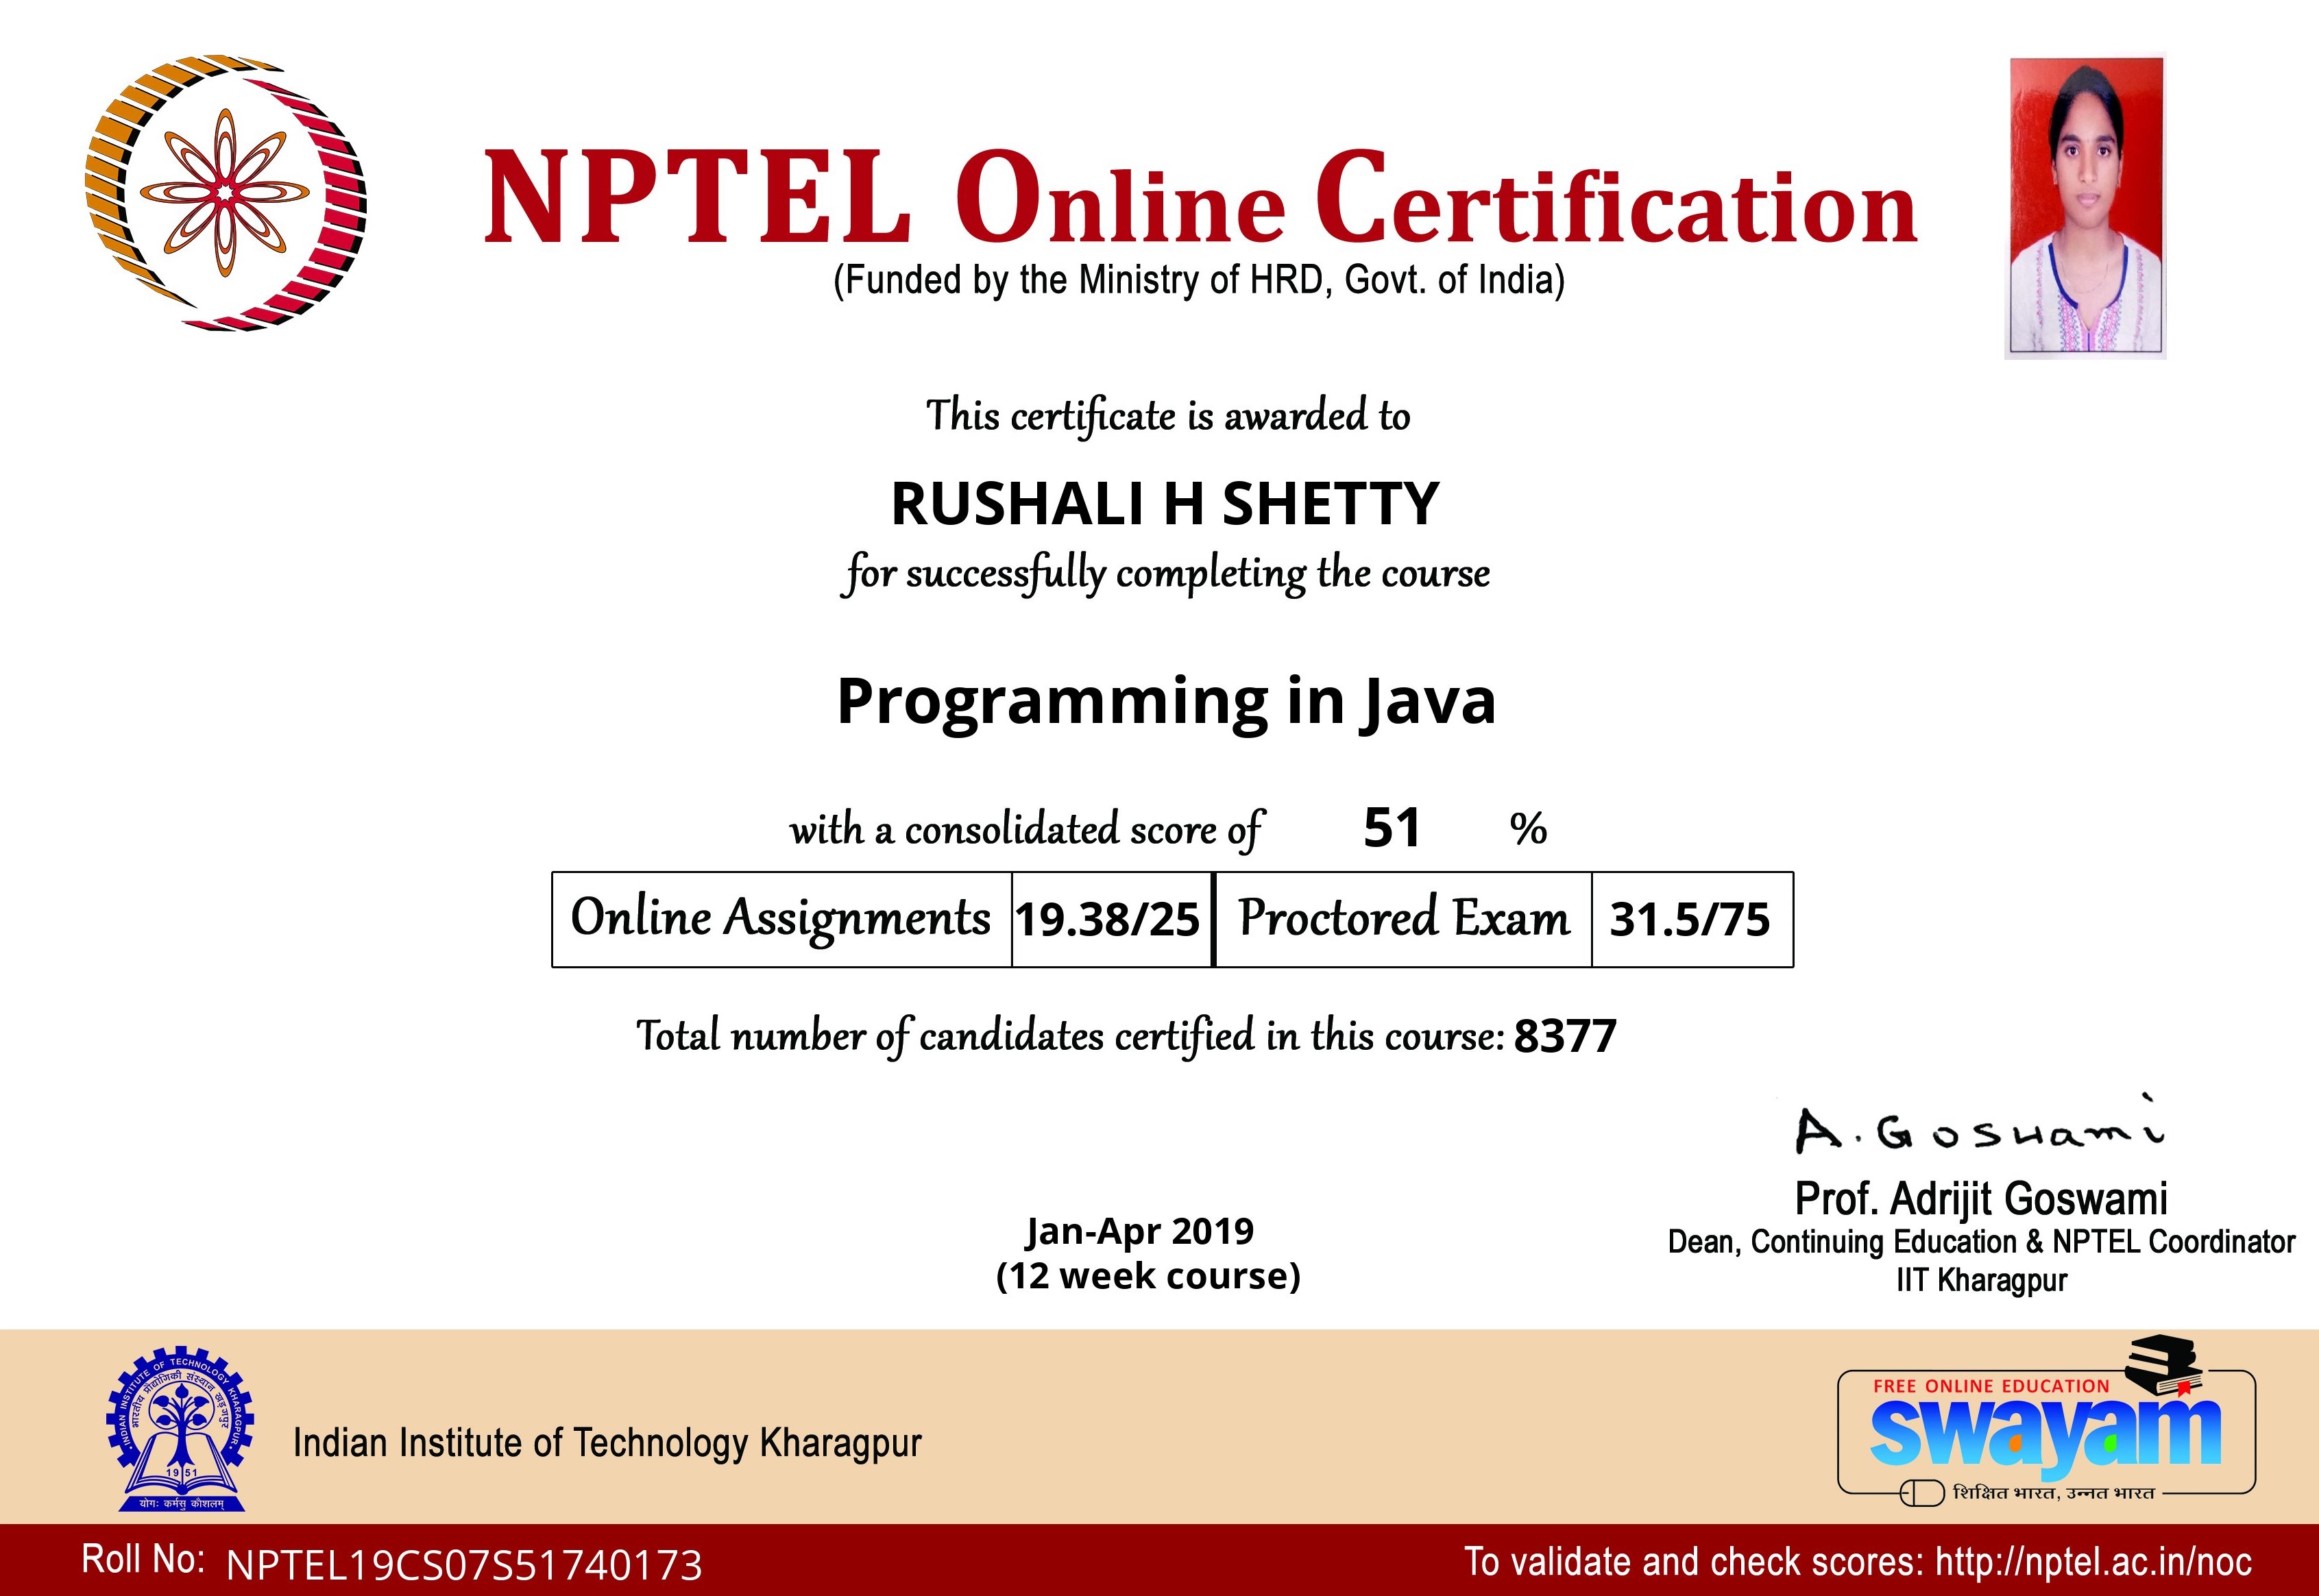 NPTEL Online Certification
(Funded by the Ministry of HRD, Govt. of India)
This certificate is awarded to
RUSHALI H SHETTY
for successfully completing the course
Programming in Java
with a consolidated score of 51 %
Online Assignments 19.38/25 Proctored Exam 31.5/75
Total number of candidates certified in this course: 8377
A. Goswami
Prof. Adrijit Goswami
Dean, Continuing Education & NPTEL Coordinator
IIT Kharagpur
Jan-Apr 2019
(12 week course)
INDIAN INSTITUTE OF TECHNOLOGY KHARAGPUR
भारतीय प्रौद्योगिकी संस्थान खड़गपुर
1951
योगः कर्मसु कौशलम्
Indian Institute of Technology Kharagpur
FREE ONLINE EDUCATION
swayam
शिक्षित भारत, उन्नत भारत
Roll No: NPTEL19CS07S51740173
To validate and check scores: http://nptel.ac.in/noc